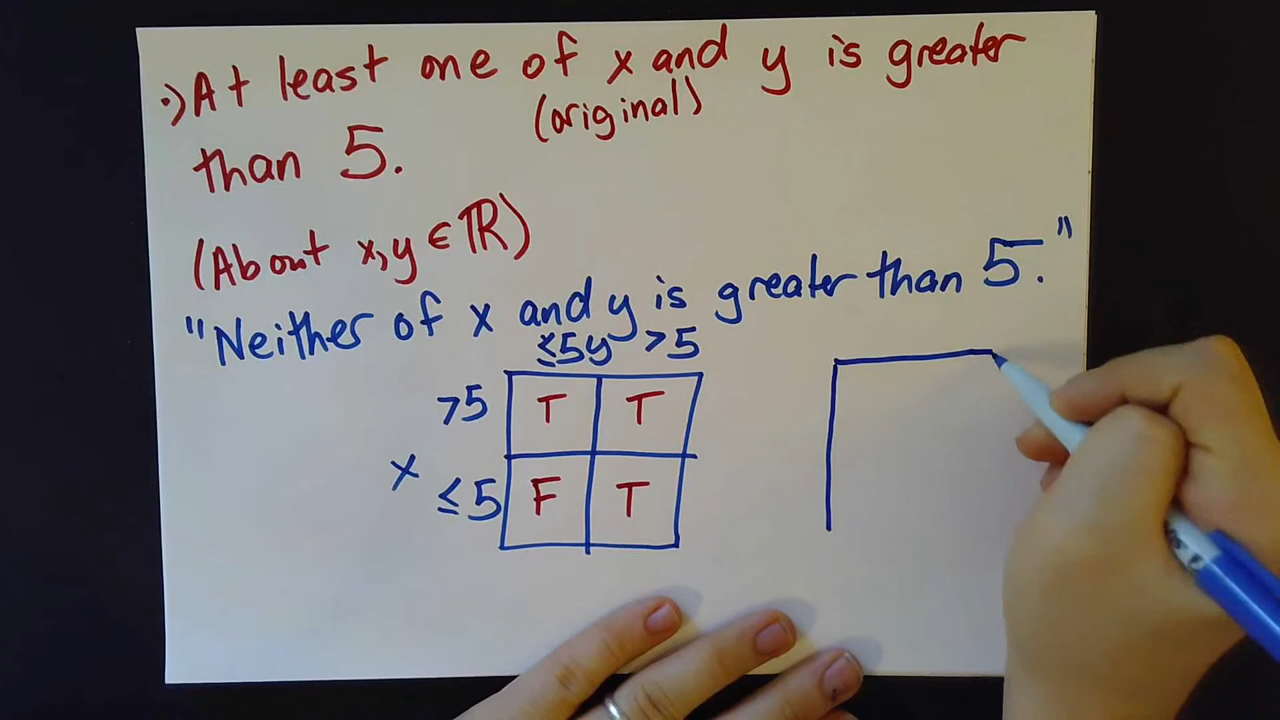 ·) At least one of x and y is greater
(original)
than 5.
(About x, y ∈ ℝ)
"Neither of x and y is greater than 5."
≤5 y >5
>5 T T
x
≤5 F T